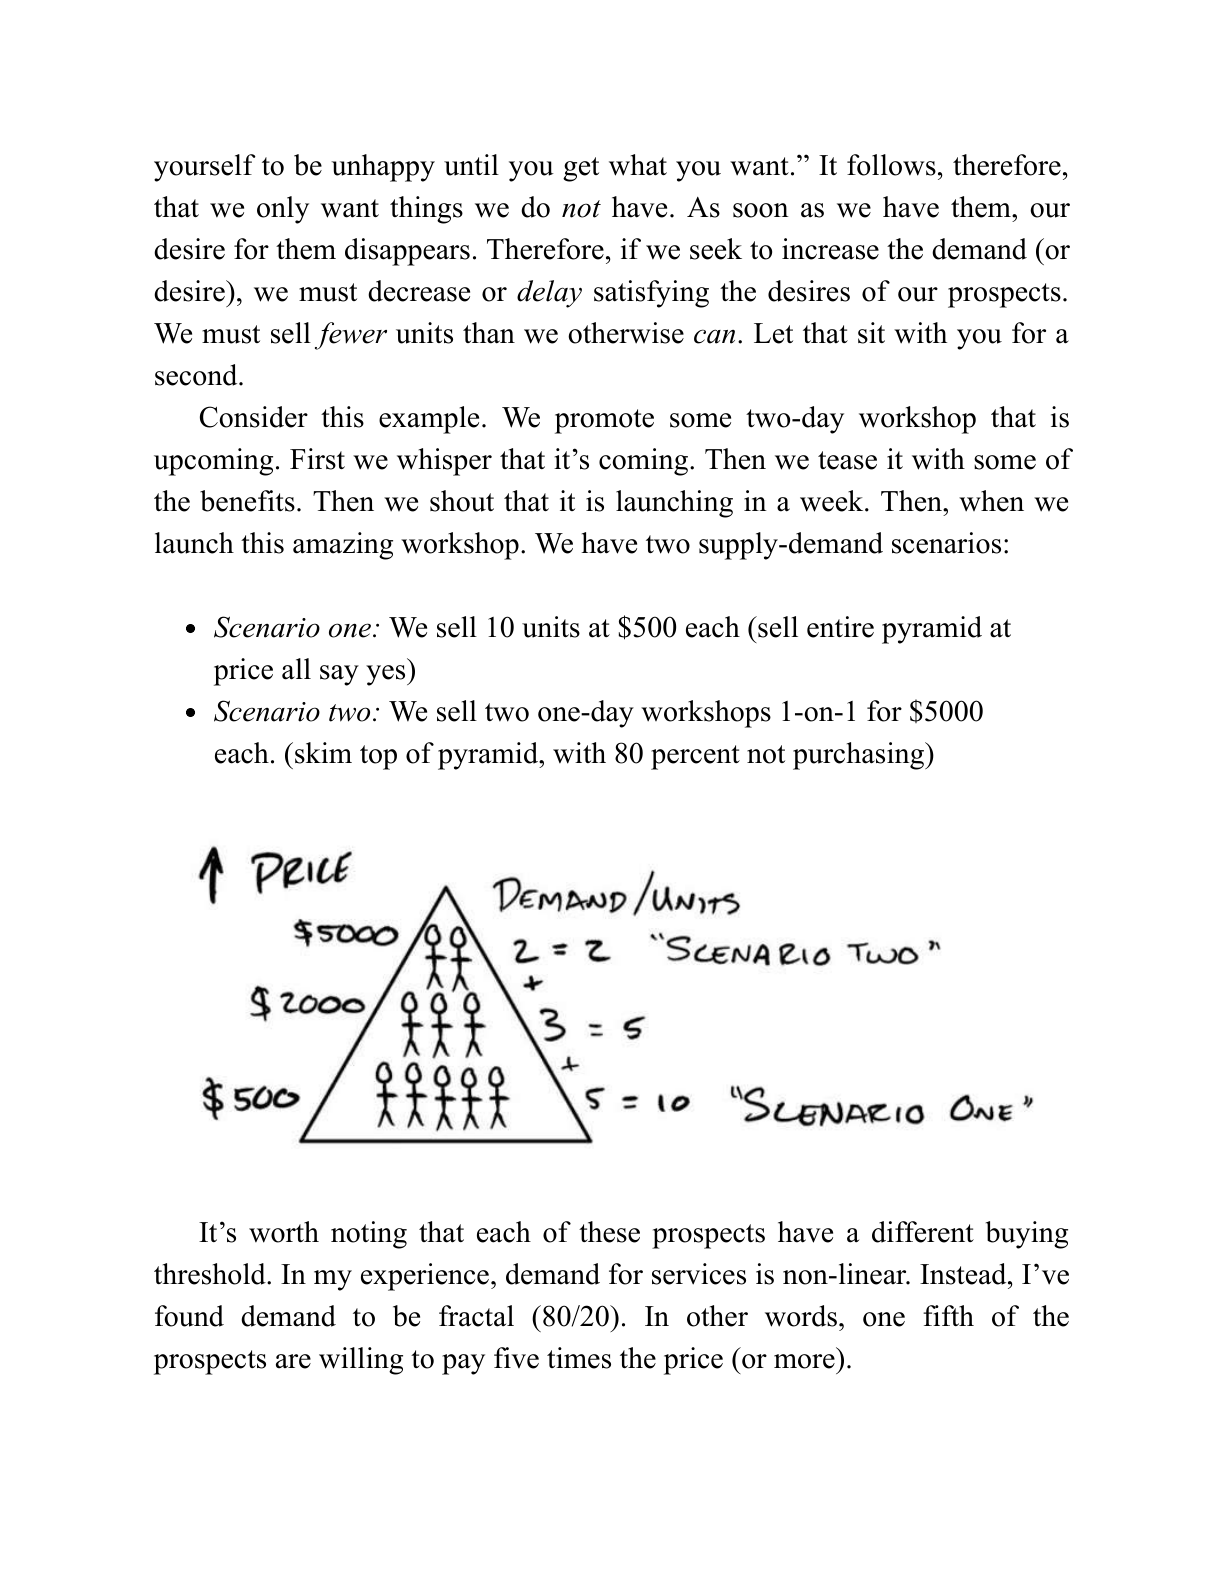 yourself to be unhappy until you get what you want.” It follows, therefore,
that we only want things we do not have. As soon as we have them, our
desire for them disappears. Therefore, if we seek to increase the demand (or
desire), we must decrease or delay satisfying the desires of our prospects.
We must sell fewer units than we otherwise can. Let that sit with you for a
second.
Consider this example. We promote some two-day workshop that is
upcoming. First we whisper that it’s coming. Then we tease it with some of
the benefits. Then we shout that it is launching in a week. Then, when we
launch this amazing workshop. We have two supply-demand scenarios:
• Scenario one: We sell 10 units at $500 each (sell entire pyramid at
price all say yes)
• Scenario two: We sell two one-day workshops 1-on-1 for $5000
each. (skim top of pyramid, with 80 percent not purchasing)
↑ PRICE
DEMAND/UNITS
$5000 2 = 2 “SCENARIO TWO”
+
$2000 3 = 5
+
$500 5 = 10 “SCENARIO ONE”
It’s worth noting that each of these prospects have a different buying
threshold. In my experience, demand for services is non-linear. Instead, I’ve
found demand to be fractal (80/20). In other words, one fifth of the
prospects are willing to pay five times the price (or more).